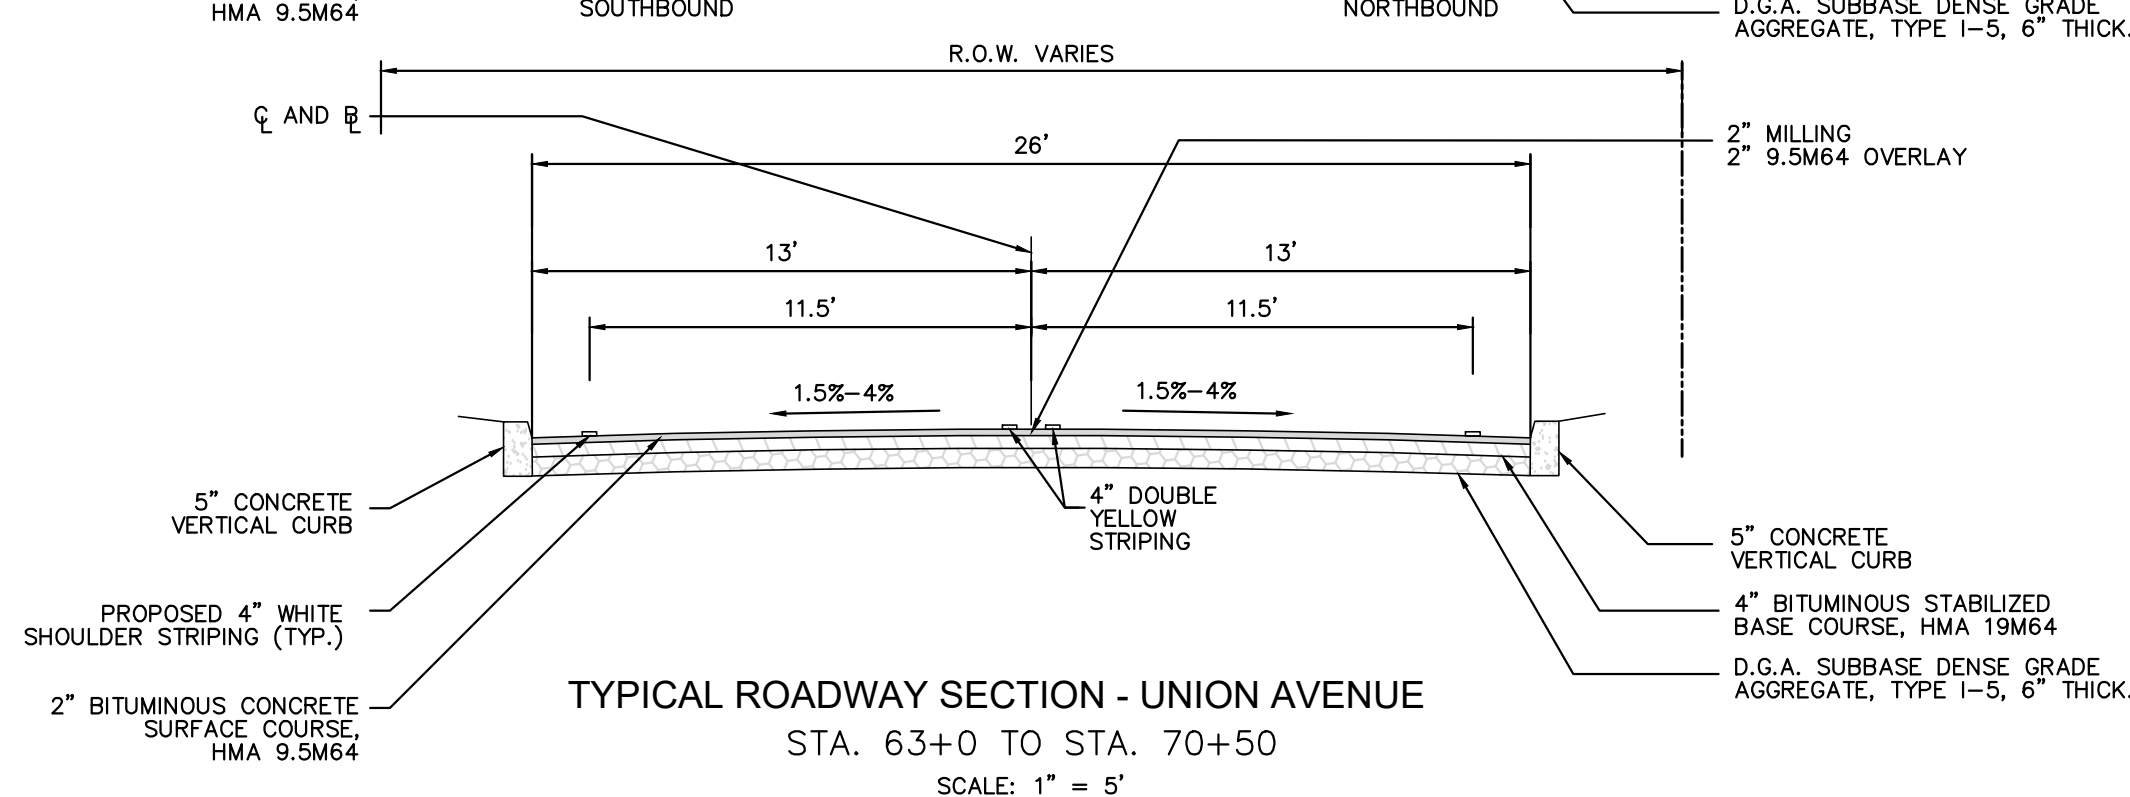 HMA 9.5M64
SOUTHBOUND
NORTHBOUND
D.G.A. SUBBASE DENSE GRADE
AGGREGATE, TYPE I-5, 6" THICK.
R.O.W. VARIES
℄ AND BL
26'
2" MILLING
2" 9.5M64 OVERLAY
13'
13'
11.5'
11.5'
1.5%-4%
1.5%-4%
5" CONCRETE
VERTICAL CURB
4" DOUBLE
YELLOW
STRIPING
5" CONCRETE
VERTICAL CURB
PROPOSED 4" WHITE
SHOULDER STRIPING (TYP.)
4" BITUMINOUS STABILIZED
BASE COURSE, HMA 19M64
D.G.A. SUBBASE DENSE GRADE
AGGREGATE, TYPE I-5, 6" THICK.
2" BITUMINOUS CONCRETE
SURFACE COURSE,
HMA 9.5M64
TYPICAL ROADWAY SECTION - UNION AVENUE
STA. 63+0 TO STA. 70+50
SCALE: 1" = 5'